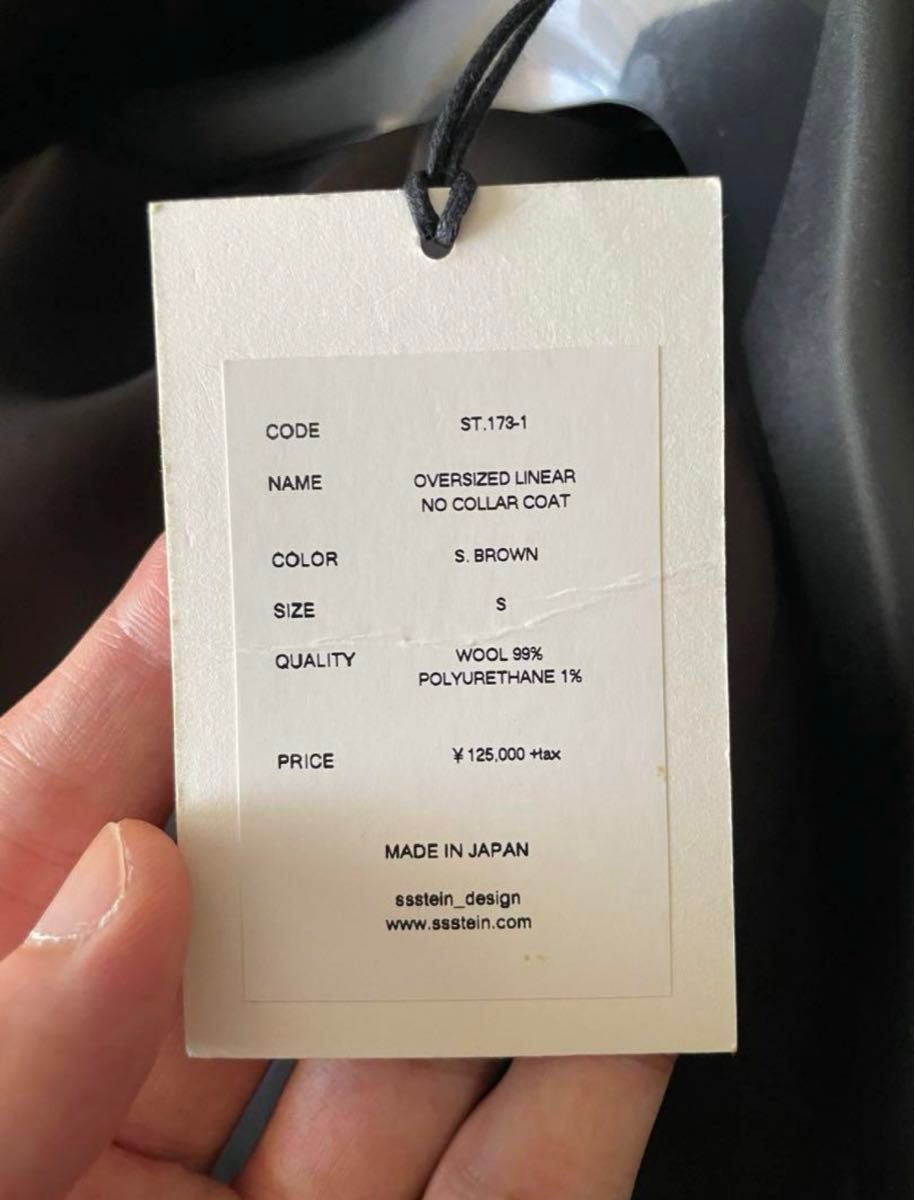 CODE ST.173-1
NAME OVERSIZED LINEAR
NO COLLAR COAT
COLOR S. BROWN
SIZE S
QUALITY WOOL 99%
POLYURETHANE 1%
PRICE ¥125,000 +tax
MADE IN JAPAN
ssstein_design
www.ssstein.com